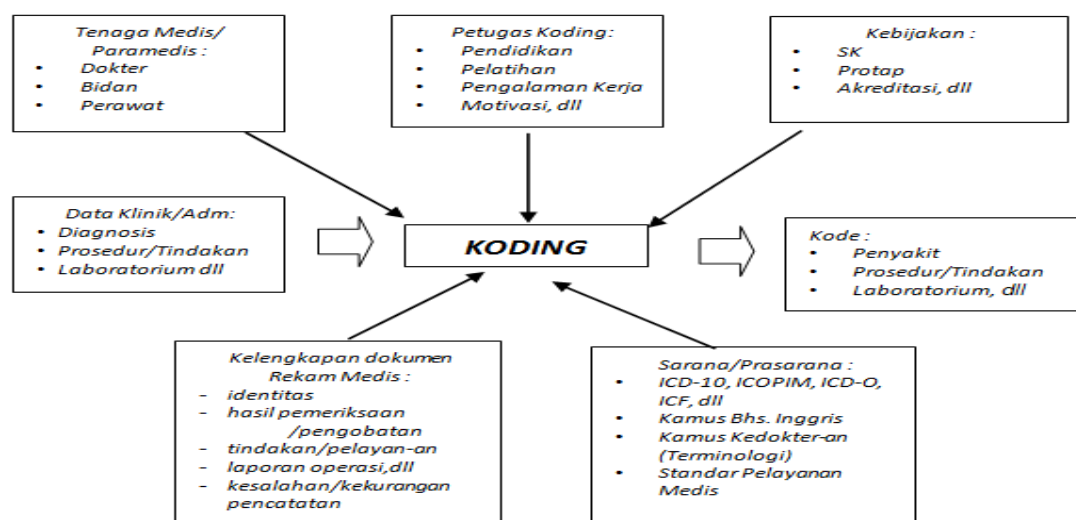 Tenaga Medis/
Paramedis :
• Dokter
• Bidan
• Perawat
Petugas Koding:
• Pendidikan
• Pelatihan
• Pengalaman Kerja
• Motivasi, dll
Kebijakan :
• SK
• Protap
• Akreditasi, dll
Data Klinik/Adm:
• Diagnosis
• Prosedur/Tindakan
• Laboratorium dll
KODING
Kode :
• Penyakit
• Prosedur/Tindakan
• Laboratorium, dll
Kelengkapan dokumen
Rekam Medis :
- identitas
- hasil pemeriksaan
/pengobatan
- tindakan/pelayan-an
- laporan operasi,dll
- kesalahan/kekurangan
pencatatan
Sarana/Prasarana :
• ICD-10, ICOPIM, ICD-O,
ICF, dll
• Kamus Bhs. Inggris
• Kamus Kedokter-an
(Terminologi)
• Standar Pelayanan
Medis